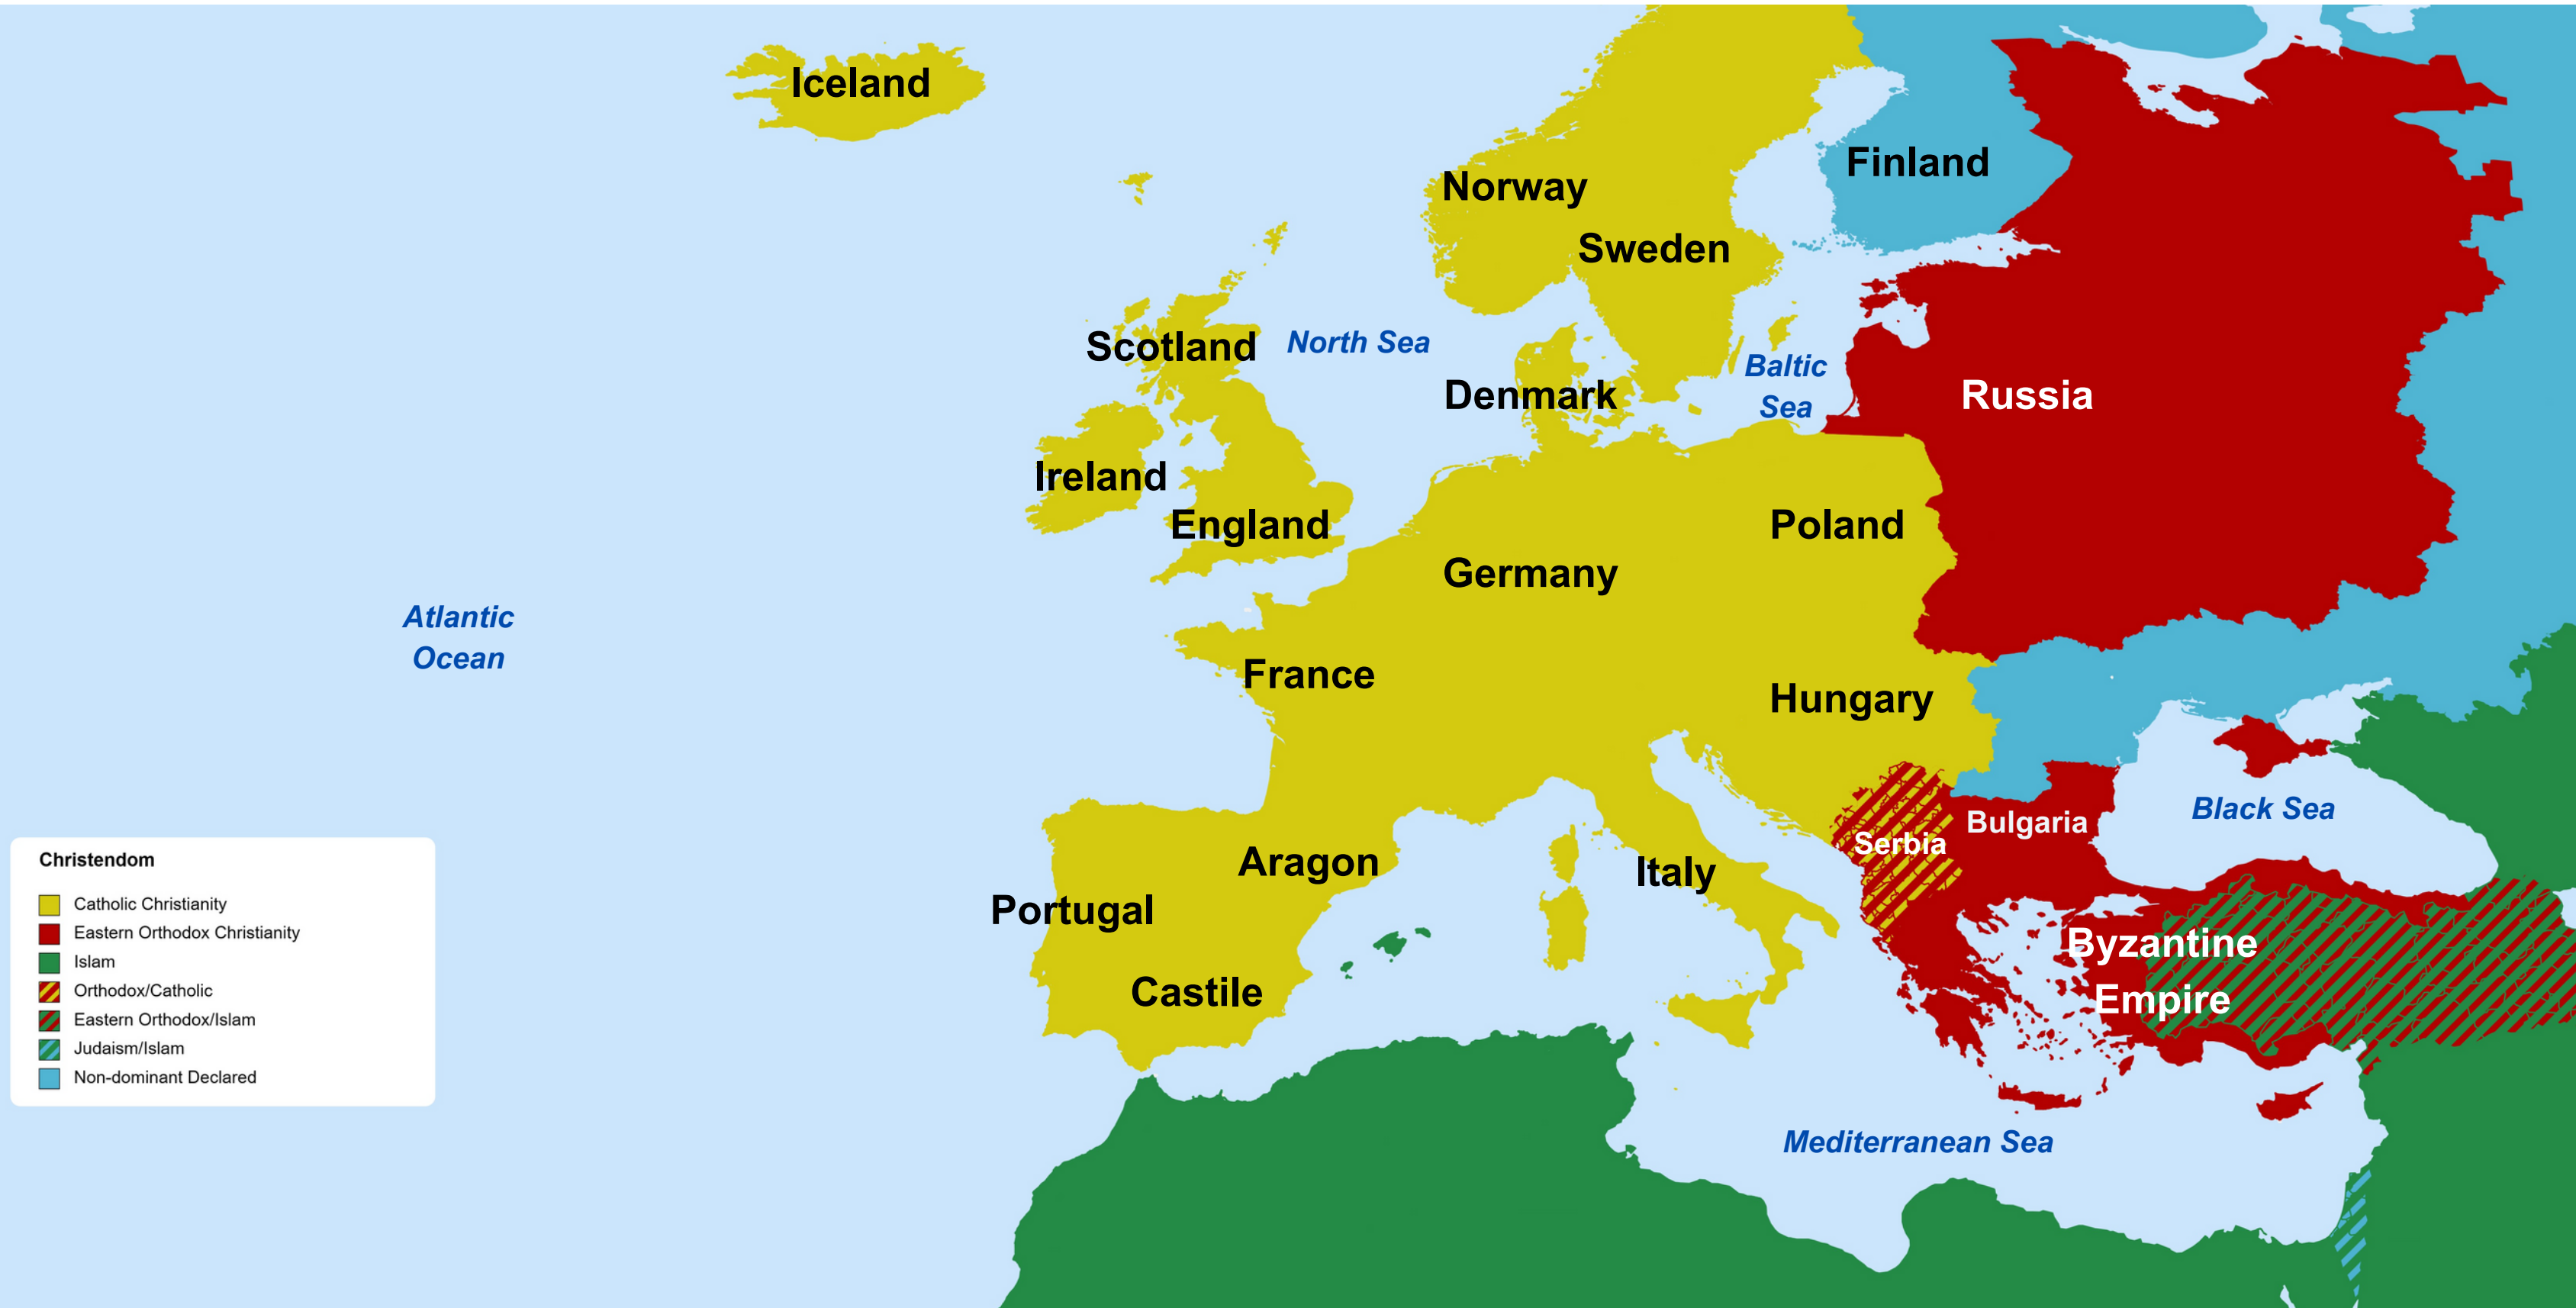 Iceland
Finland
Norway
Sweden
Scotland
North Sea
Baltic
Sea
Denmark
Russia
Ireland
England
Poland
Germany
Atlantic
Ocean
France
Hungary
Black Sea
Bulgaria
Serbia
Aragon
Italy
Portugal
Byzantine
Empire
Castile
Mediterranean Sea
Christendom
Catholic Christianity
Eastern Orthodox Christianity
Islam
Orthodox/Catholic
Eastern Orthodox/Islam
Judaism/Islam
Non-dominant Declared